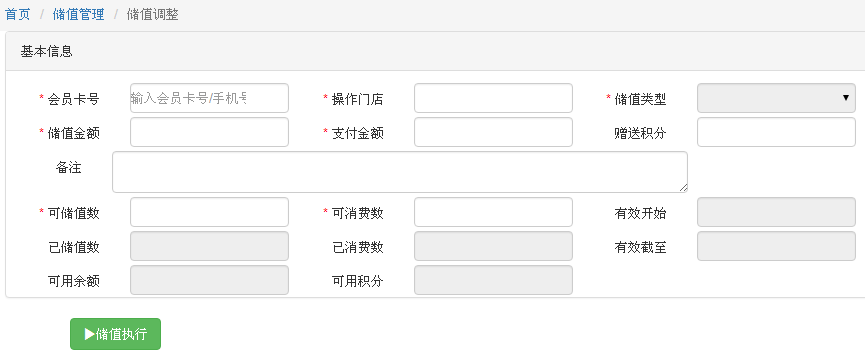 首页 / 储值管理 / 储值调整
基本信息
* 会员卡号 输入会员卡号/手机号 * 操作门店 * 储值类型
* 储值金额 * 支付金额 赠送积分
备注
* 可储值数 * 可消费数 有效开始
已储值数 已消费数 有效截至
可用余额 可用积分
储值执行